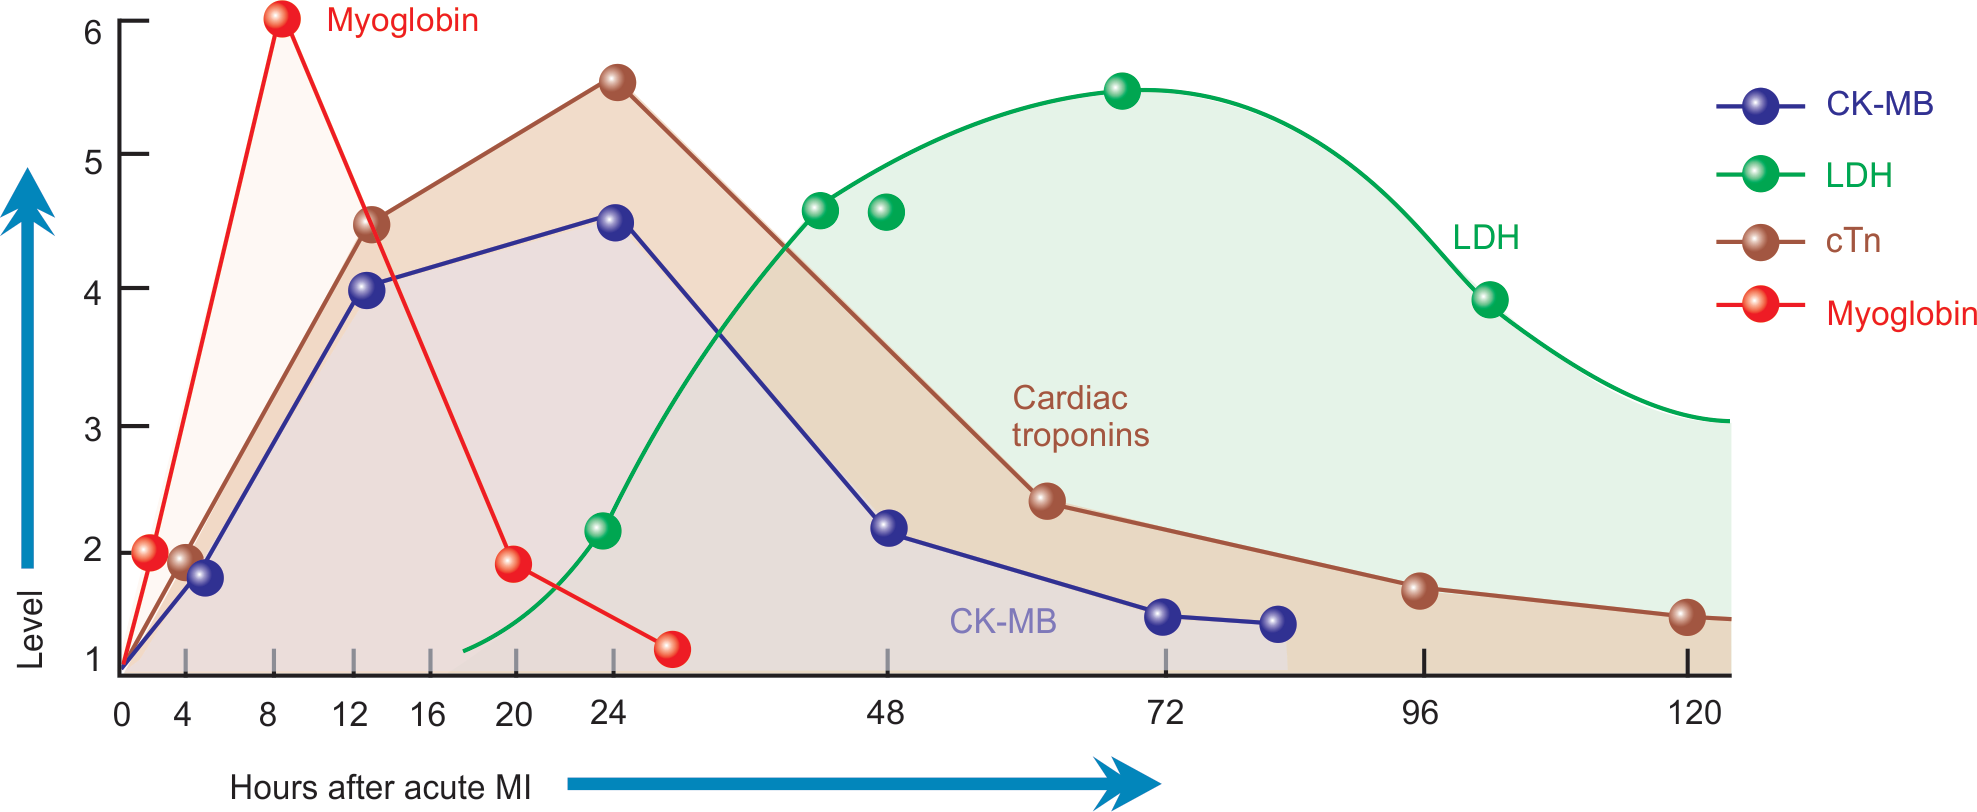 6
5
4
3
2
1
Level
Myoglobin
LDH
Cardiac
troponins
CK-MB
0 4 8 12 16 20 24 48 72 96 120
Hours after acute MI
CK-MB
LDH
cTn
Myoglobin